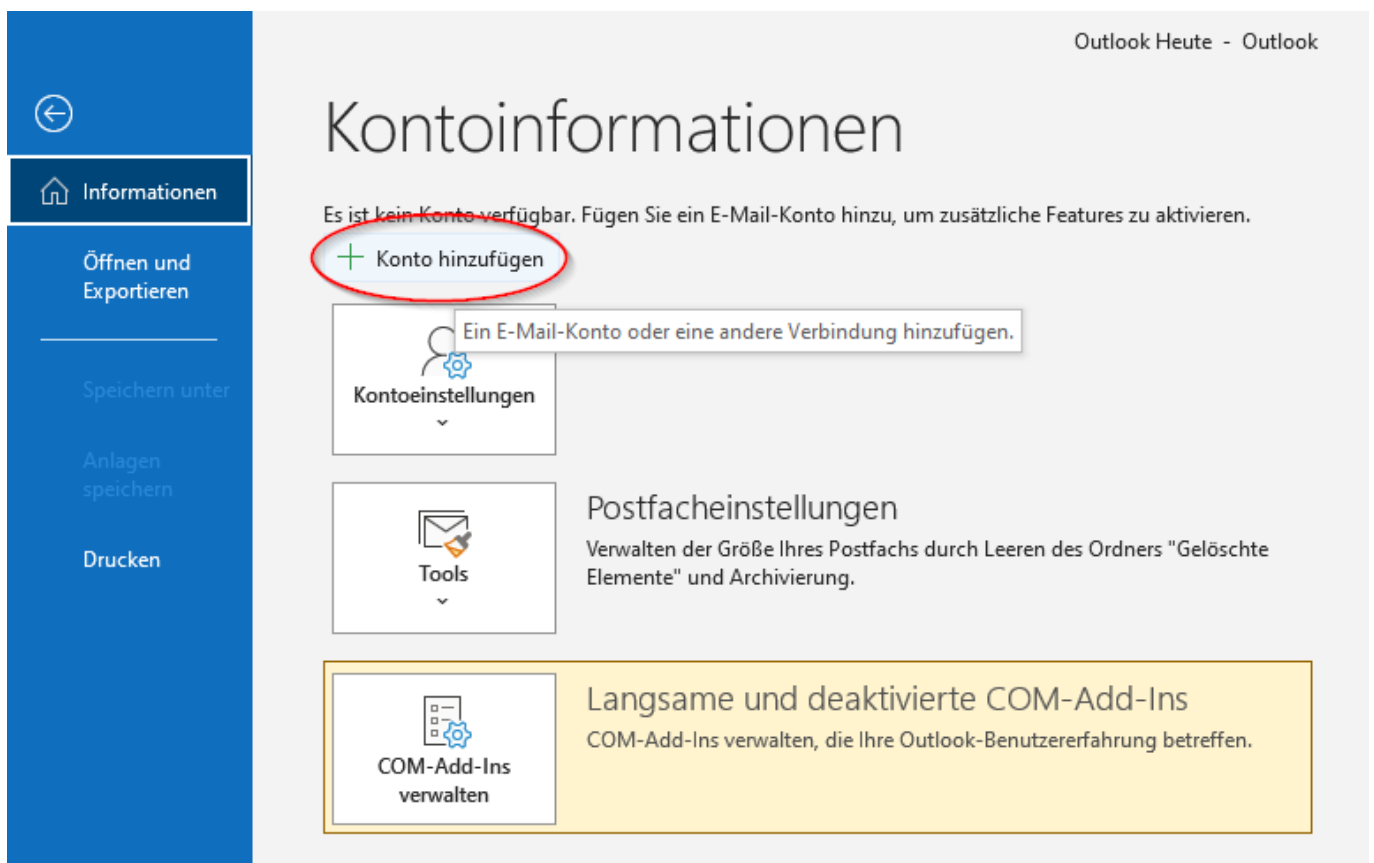 Outlook Heute - Outlook
Kontoinformationen
Informationen
Es ist kein Konto verfügbar. Fügen Sie ein E-Mail-Konto hinzu, um zusätzliche Features zu aktivieren.
Konto hinzufügen
Öffnen und
Exportieren
Ein E-Mail-Konto oder eine andere Verbindung hinzufügen.
Kontoeinstellungen
Speichern unter
Anlagen
speichern
Drucken
Tools
Postfacheinstellungen
Verwalten der Größe Ihres Postfachs durch Leeren des Ordners "Gelöschte
Elemente" und Archivierung.
COM-Add-Ins
verwalten
Langsame und deaktivierte COM-Add-Ins
COM-Add-Ins verwalten, die Ihre Outlook-Benutzererfahrung betreffen.